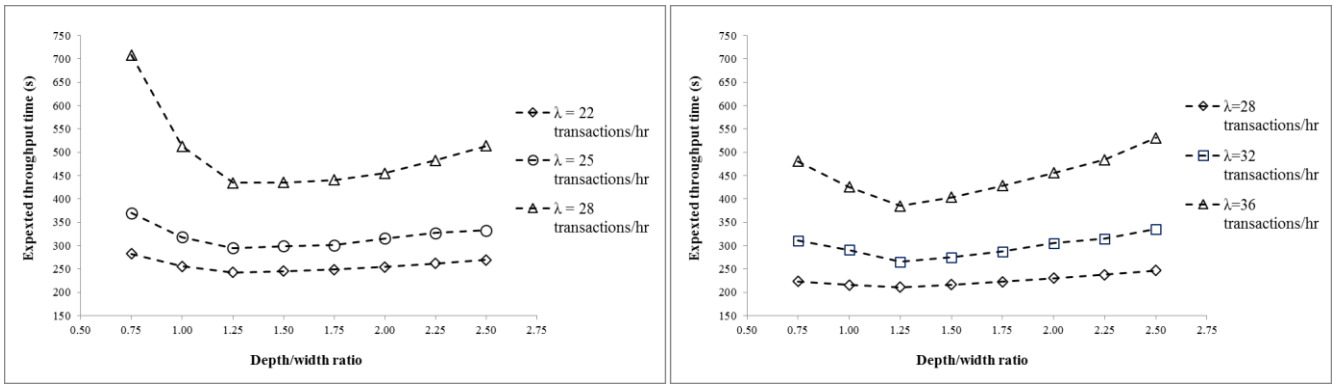 750
700
650
600
550
500
450
400
350
300
250
200
150
Expexted throughput time (s)
0.50 0.75 1.00 1.25 1.50 1.75 2.00 2.25 2.50 2.75
Depth/width ratio
λ = 22
transactions/hr
λ = 25
transactions/hr
λ = 28
transactions/hr
750
700
650
600
550
500
450
400
350
300
250
200
150
Expexted throughput time (s)
0.50 0.75 1.00 1.25 1.50 1.75 2.00 2.25 2.50 2.75
Depth/width ratio
λ=28
transactions/hr
λ=32
transactions/hr
λ=36
transactions/hr